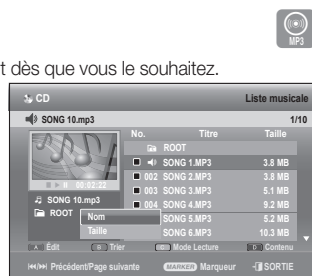 MP3
t dès que vous le souhaitez.
CD Liste musicale
SONG 10.mp3 1/10
No. Titre Taille
ROOT
SONG 1.MP3 3.8 MB
002 SONG 2.MP3 3.8 MB
003 SONG 3.MP3 5.1 MB
004 SONG 4.MP3 9.2 MB
SONG 5.MP3 5.2 MB
SONG 6.MP3 10.3 MB
00:02:22
SONG 10.mp3
ROOT
Nom
Taille
A Édit B Trier C Mode Lecture D Contenu
Précédent/Page suivante MARKER Marqueur SORTIE